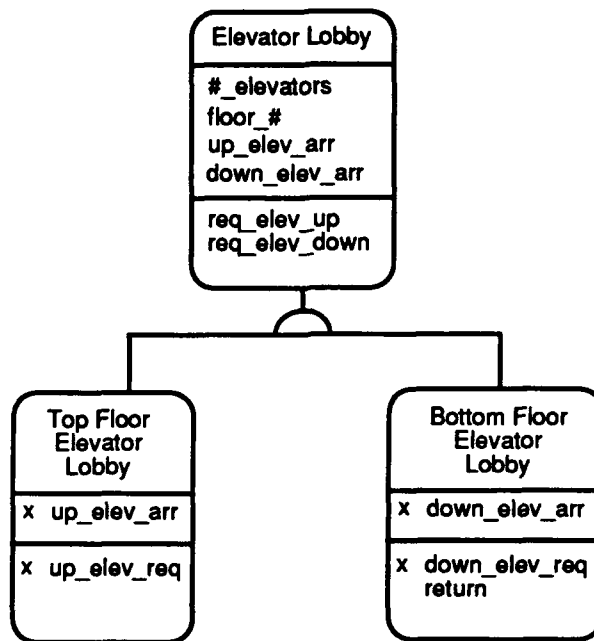 Elevator Lobby
#_elevators
floor_#
up_elev_arr
down_elev_arr
req_elev_up
req_elev_down
Top Floor
Elevator
Lobby
x up_elev_arr
x up_elev_req
Bottom Floor
Elevator
Lobby
x down_elev_arr
x down_elev_req
return